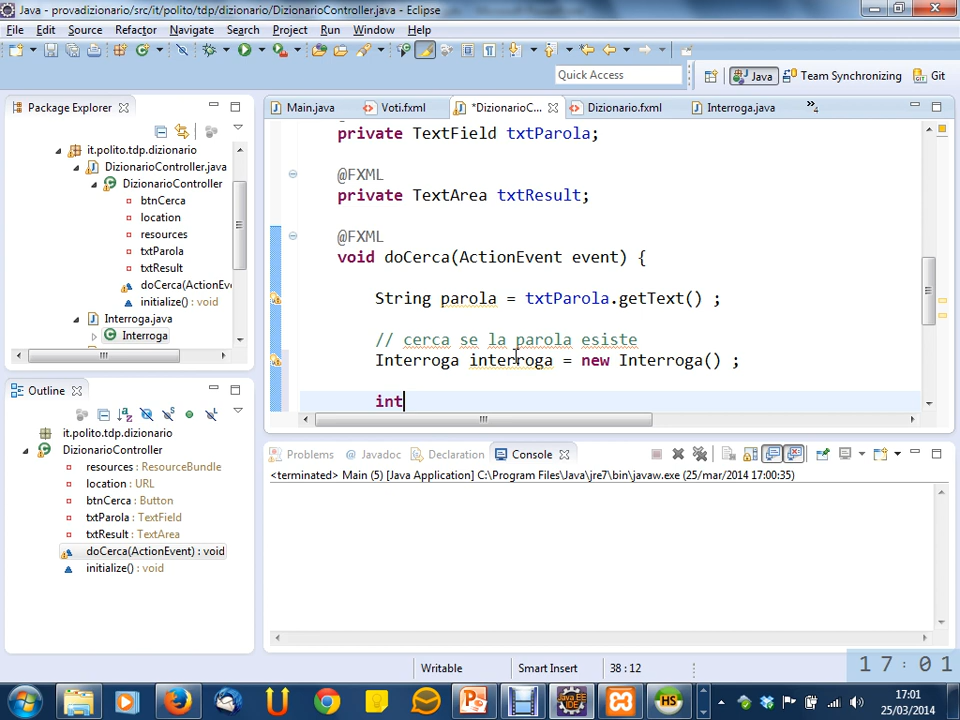 Java - provadizionario/src/it/polito/tdp/dizionario/DizionarioController.java - Eclipse
File Edit Source Refactor Navigate Search Project Run Window Help
Quick Access
Java Team Synchronizing Git
Package Explorer
it.polito.tdp.dizionario
DizionarioController.java
DizionarioController
btnCerca
location
resources
txtParola
txtResult
doCerca(ActionEv
initialize() : void
Interroga.java
Interroga
Outline
it.polito.tdp.dizionario
DizionarioController
resources : ResourceBundle
location : URL
btnCerca : Button
txtParola : TextField
txtResult : TextArea
doCerca(ActionEvent) : void
initialize() : void
Main.java Voti.fxml *DizionarioC... Dizionario.fxml Interroga.java »4
private TextField txtParola;
@FXML
private TextArea txtResult;
@FXML
void doCerca(ActionEvent event) {
String parola = txtParola.getText() ;
// cerca se la parola esiste
Interroga interroga = new Interroga() ;
int
Problems @ Javadoc Declaration Console
<terminated> Main (5) [Java Application] C:\Program Files\Java\jre7\bin\javaw.exe (25/mar/2014 17:00:35)
Writable Smart Insert 38 : 12
17:01
17:01
25/03/2014